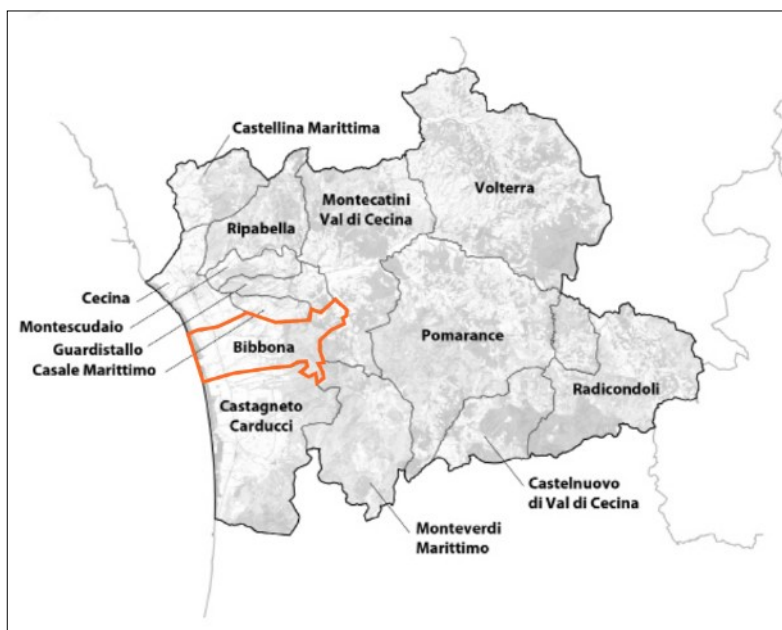 Castellina Marittima
Volterra
Montecatini
Val di Cecina
Ripabella
Cecina
Montescudaio
Guardistallo
Casale Marittimo
Bibbona
Pomarance
Radicondoli
Castagneto
Carducci
Castelnuovo
di Val di Cecina
Monteverdi
Marittimo